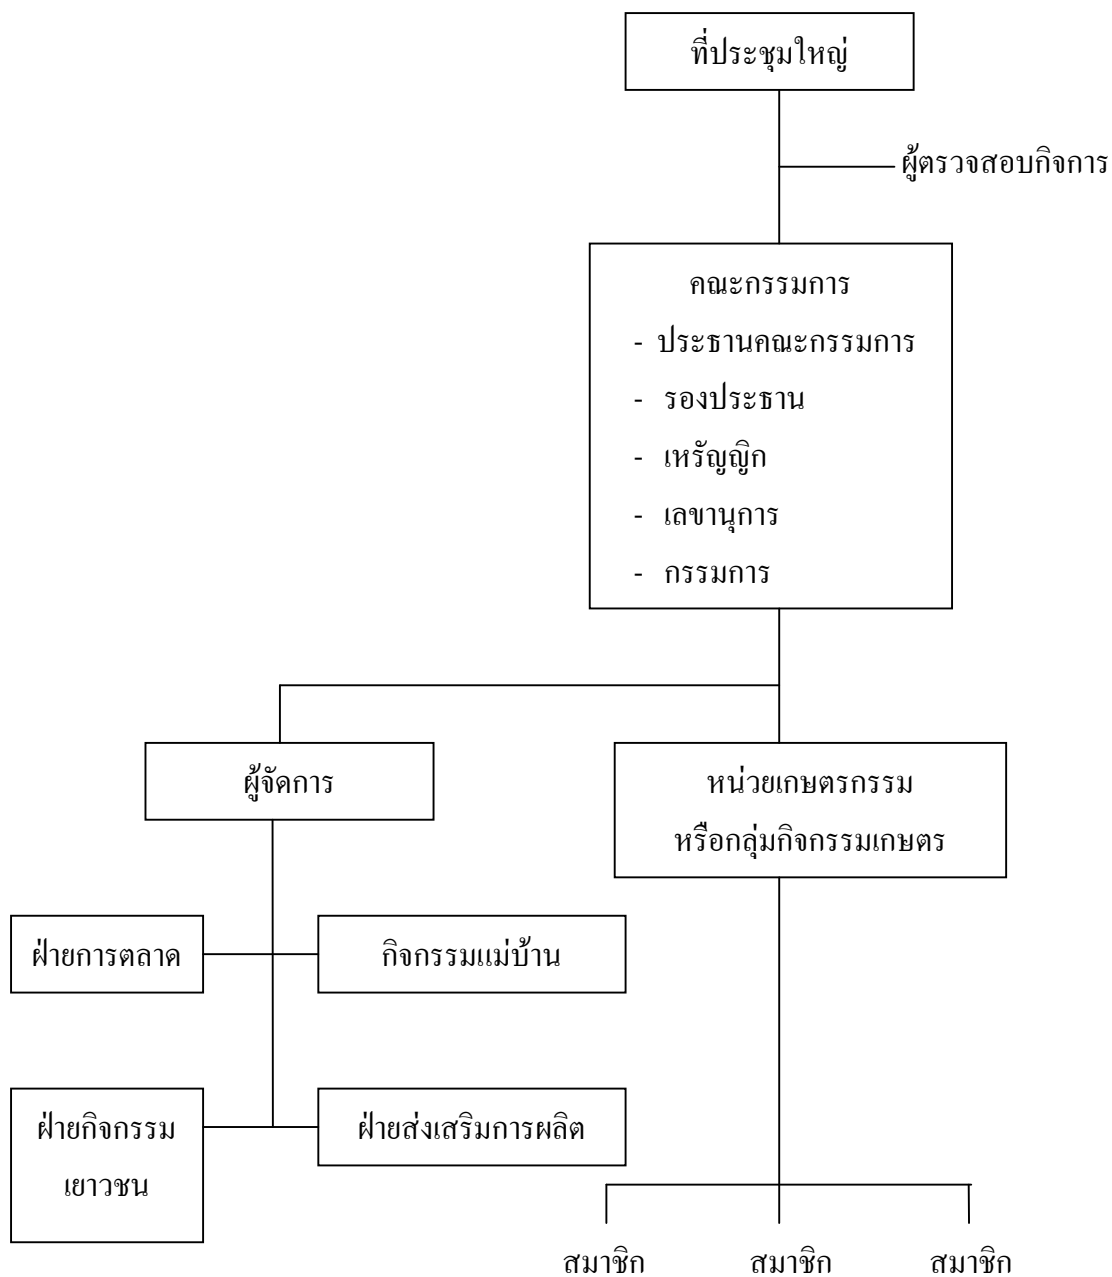 ที่ประชุมใหญ่
ผู้ตรวจสอบกิจการ
คณะกรรมการ
- ประธานคณะกรรมการ
- รองประธาน
- เหรัญญิก
- เลขานุการ
- กรรมการ
ผู้จัดการ
หน่วยเกษตรกรรม
หรือกลุ่มกิจกรรมเกษตร
ฝ่ายการตลาด
กิจกรรมแม่บ้าน
ฝ่ายกิจกรรม
เยาวชน
ฝ่ายส่งเสริมการผลิต
สมาชิก
สมาชิก
สมาชิก